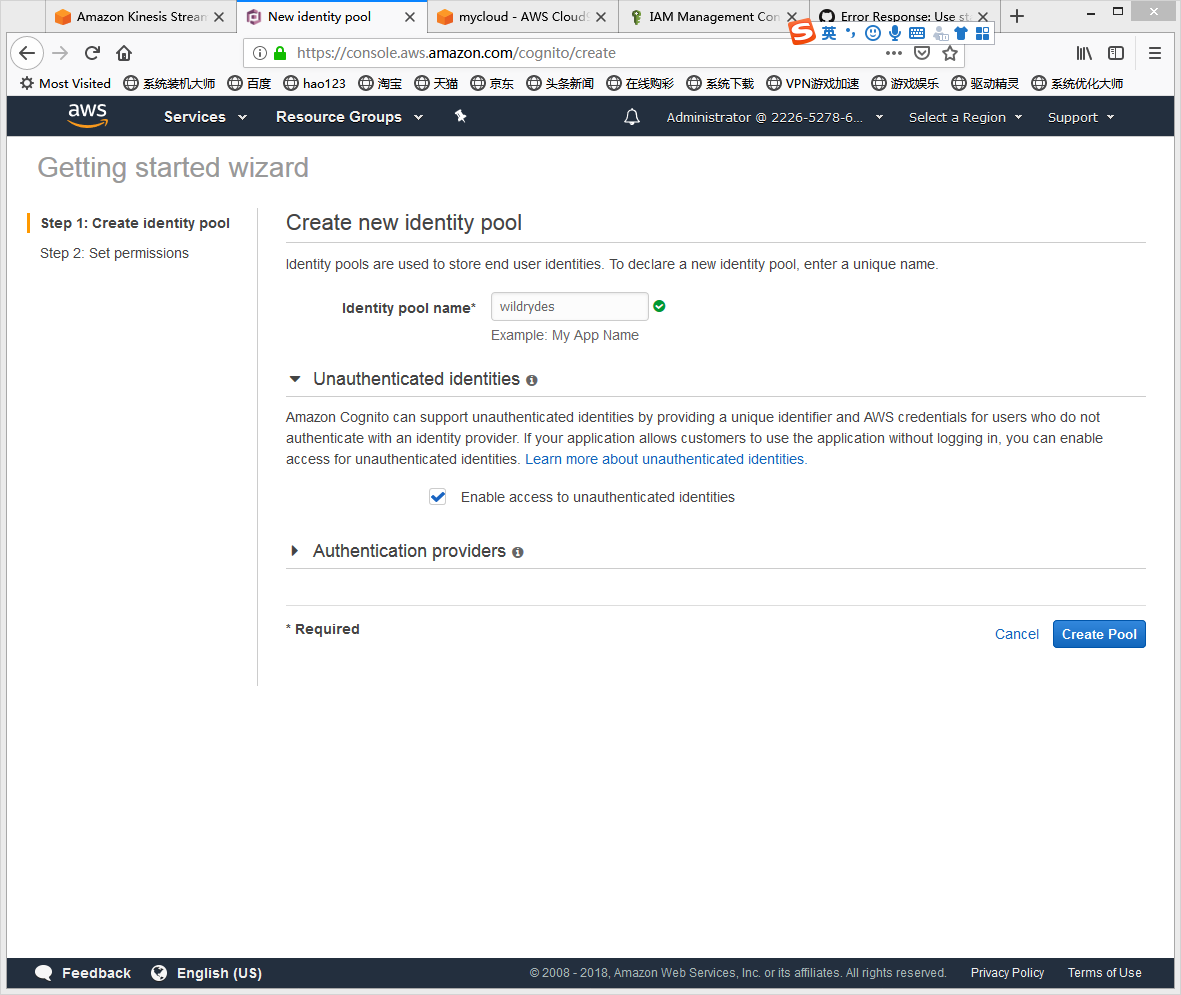 Amazon Kinesis Stream
New identity pool
mycloud - AWS Cloud
IAM Management Con
Error Response: Use st
英
https://console.aws.amazon.com/cognito/create
Most Visited 系统装机大师 百度 hao123 淘宝 天猫 京东 头条新闻 在线购彩 系统下载 VPN游戏加速 游戏娱乐 驱动精灵 系统优化大师
aws Services Resource Groups Administrator @ 2226-5278-6... Select a Region Support
Getting started wizard
Step 1: Create identity pool
Step 2: Set permissions
Create new identity pool
Identity pools are used to store end user identities. To declare a new identity pool, enter a unique name.
Identity pool name* wildrydes
Example: My App Name
Unauthenticated identities
Amazon Cognito can support unauthenticated identities by providing a unique identifier and AWS credentials for users who do not
authenticate with an identity provider. If your application allows customers to use the application without logging in, you can enable
access for unauthenticated identities. Learn more about unauthenticated identities.
Enable access to unauthenticated identities
Authentication providers
* Required
Cancel Create Pool
Feedback English (US) © 2008 - 2018, Amazon Web Services, Inc. or its affiliates. All rights reserved. Privacy Policy Terms of Use